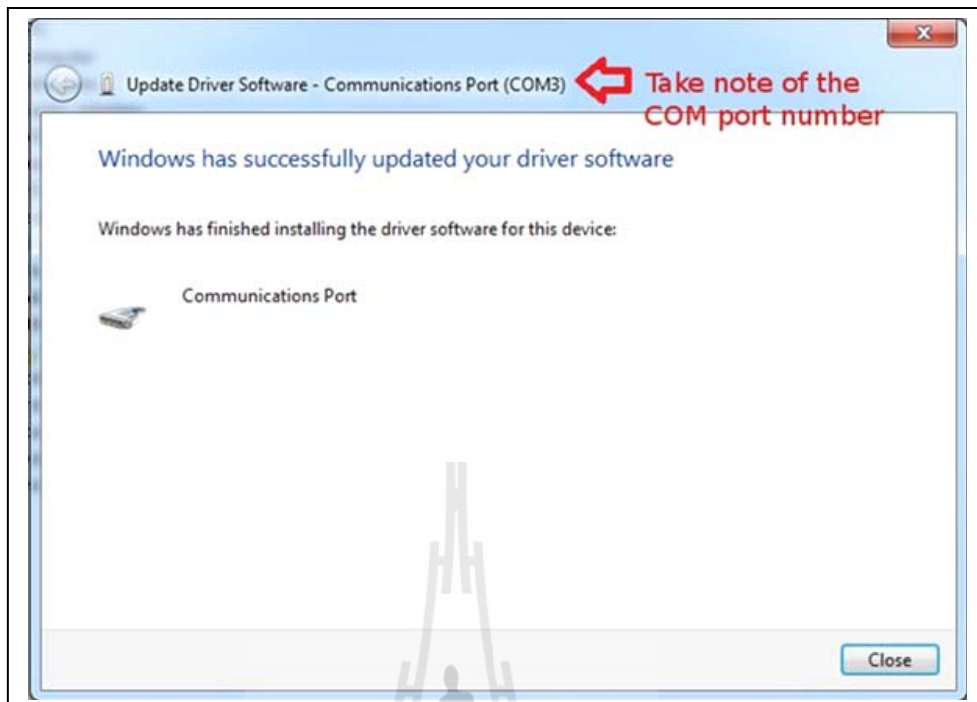 Update Driver Software - Communications Port (COM3)
Take note of the
COM port number
Windows has successfully updated your driver software
Windows has finished installing the driver software for this device:
Communications Port
Close